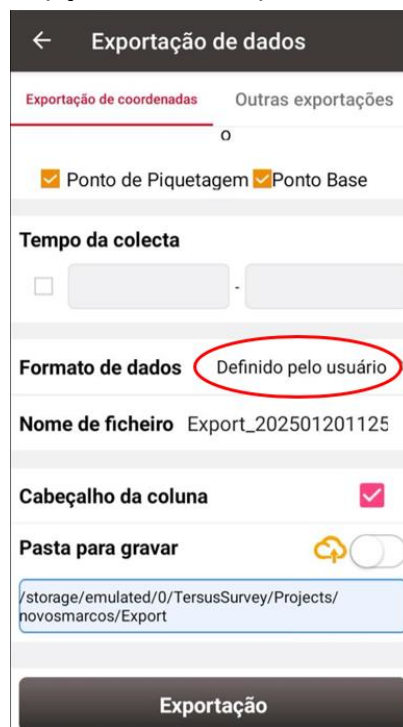 ← Exportação de dados
Exportação de coordenadas Outras exportações
o
Ponto de Piquetagem Ponto Base
Tempo da colecta
-
Formato de dados Definido pelo usuário
Nome de ficheiro Export_202501201125
Cabeçalho da coluna
Pasta para gravar
/storage/emulated/0/TersusSurvey/Projects/
novosmarcos/Export
Exportação